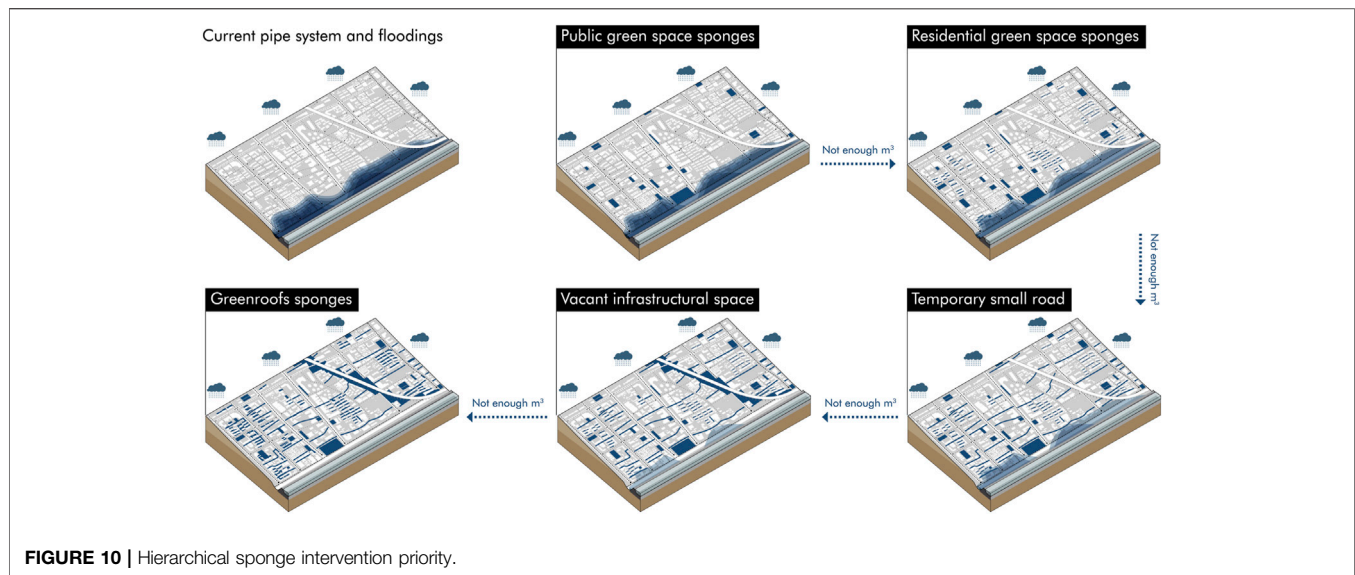 Current pipe system and floodings
Public green space sponges
Residential green space sponges
Not enough m³
Not enough m³
Greenroofs sponges
Vacant infrastructural space
Temporary small road
Not enough m³
Not enough m³
FIGURE 10 | Hierarchical sponge intervention priority.